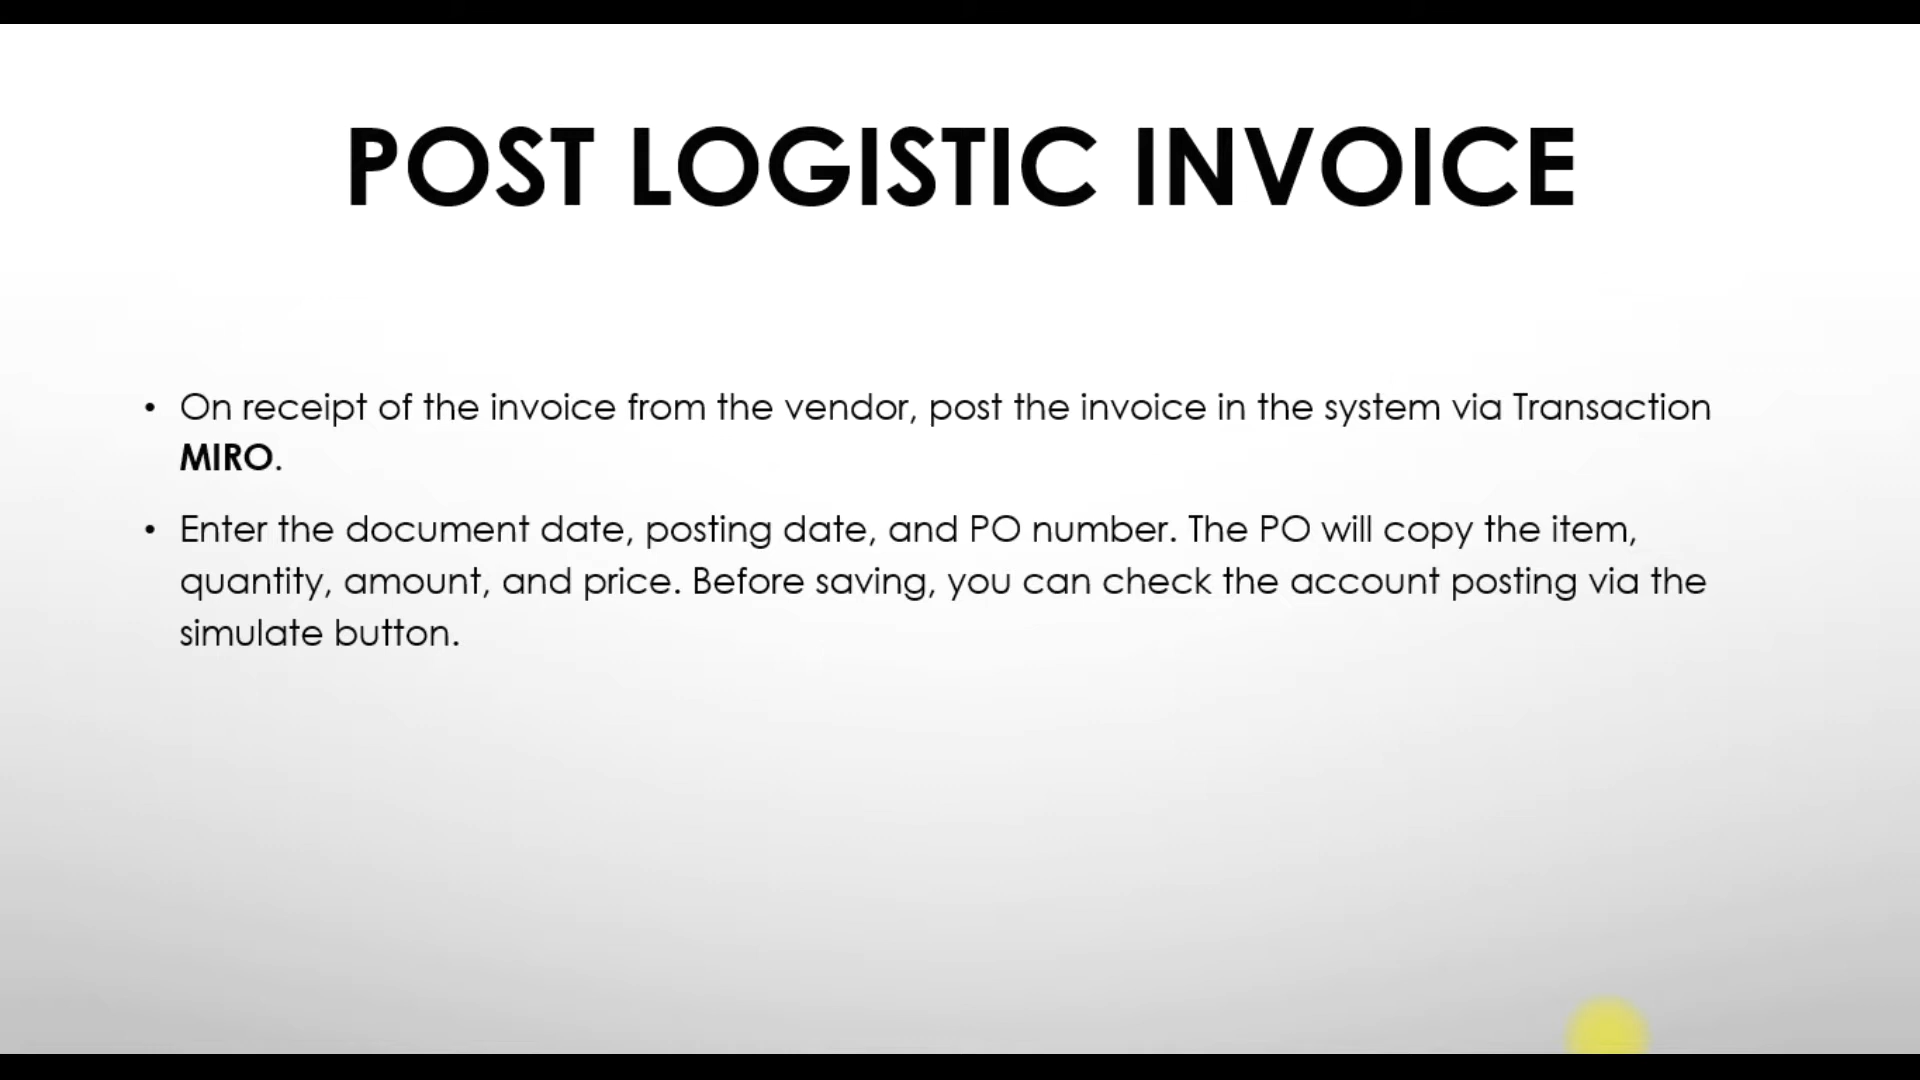 POST LOGISTIC INVOICE
• On receipt of the invoice from the vendor, post the invoice in the system via Transaction
MIRO.
• Enter the document date, posting date, and PO number. The PO will copy the item,
quantity, amount, and price. Before saving, you can check the account posting via the
simulate button.